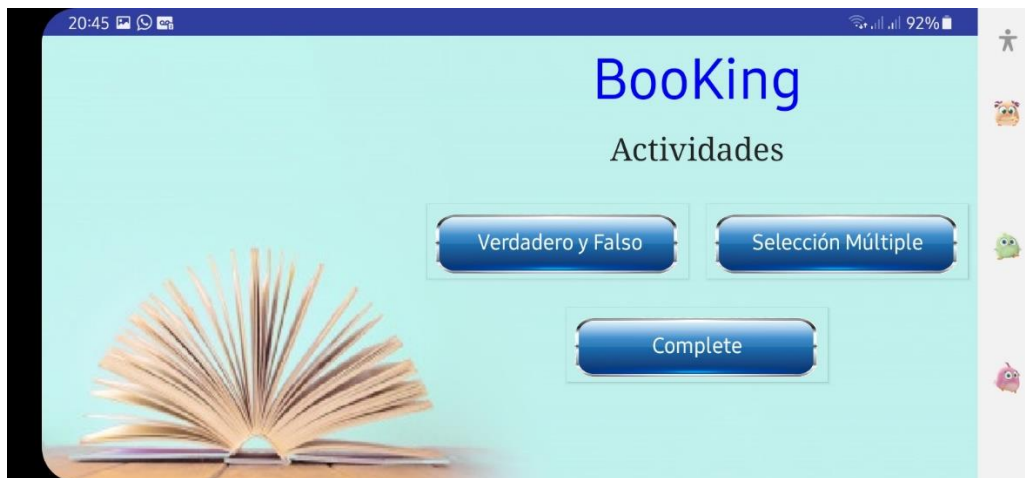 20:45
92%
BooKing
Actividades
Verdadero y Falso
Selección Múltiple
Complete